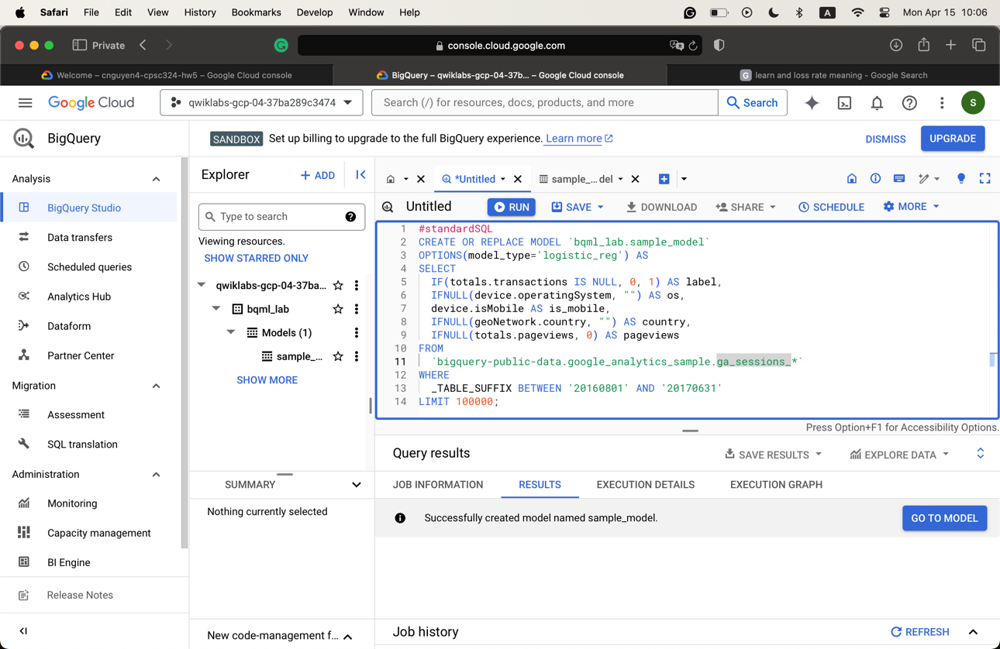 Safari File Edit View History Bookmarks Develop Window Help A Mon Apr 15 10:06
Private console.cloud.google.com
Welcome – cnguyen4-cpsc324-hw5 – Google Cloud console
BigQuery – qwiklabs-gcp-04-37b... – Google Cloud console
G learn and loss rate meaning - Google Search
Google Cloud qwiklabs-gcp-04-37ba289c3474 Search (/) for resources, docs, products, and more Search S
BigQuery
SANDBOX Set up billing to upgrade to the full BigQuery experience. Learn more DISMISS UPGRADE
Analysis
BigQuery Studio
Data transfers
Scheduled queries
Analytics Hub
Dataform
Partner Center
Migration
Assessment
SQL translation
Administration
Monitoring
Capacity management
BI Engine
Release Notes
Explorer + ADD
Type to search
Viewing resources.
SHOW STARRED ONLY
qwiklabs-gcp-04-37ba...
bqml_lab
Models (1)
sample_...
SHOW MORE
SUMMARY
Nothing currently selected
New code-management f...
*Untitled sample_... del
Untitled RUN SAVE DOWNLOAD SHARE SCHEDULE MORE
1 #standardSQL
2 CREATE OR REPLACE MODEL `bqml_lab.sample_model`
3 OPTIONS(model_type='logistic_reg') AS
4 SELECT
5 IF(totals.transactions IS NULL, 0, 1) AS label,
6 IFNULL(device.operatingSystem, "") AS os,
7 device.isMobile AS is_mobile,
8 IFNULL(geoNetwork.country, "") AS country,
9 IFNULL(totals.pageviews, 0) AS pageviews
10 FROM
11 `bigquery-public-data.google_analytics_sample.ga_sessions_*`
12 WHERE
13 _TABLE_SUFFIX BETWEEN '20160801' AND '20170631'
14 LIMIT 100000;
Press Option+F1 for Accessibility Options.
Query results SAVE RESULTS EXPLORE DATA
JOB INFORMATION RESULTS EXECUTION DETAILS EXECUTION GRAPH
Successfully created model named sample_model. GO TO MODEL
Job history REFRESH